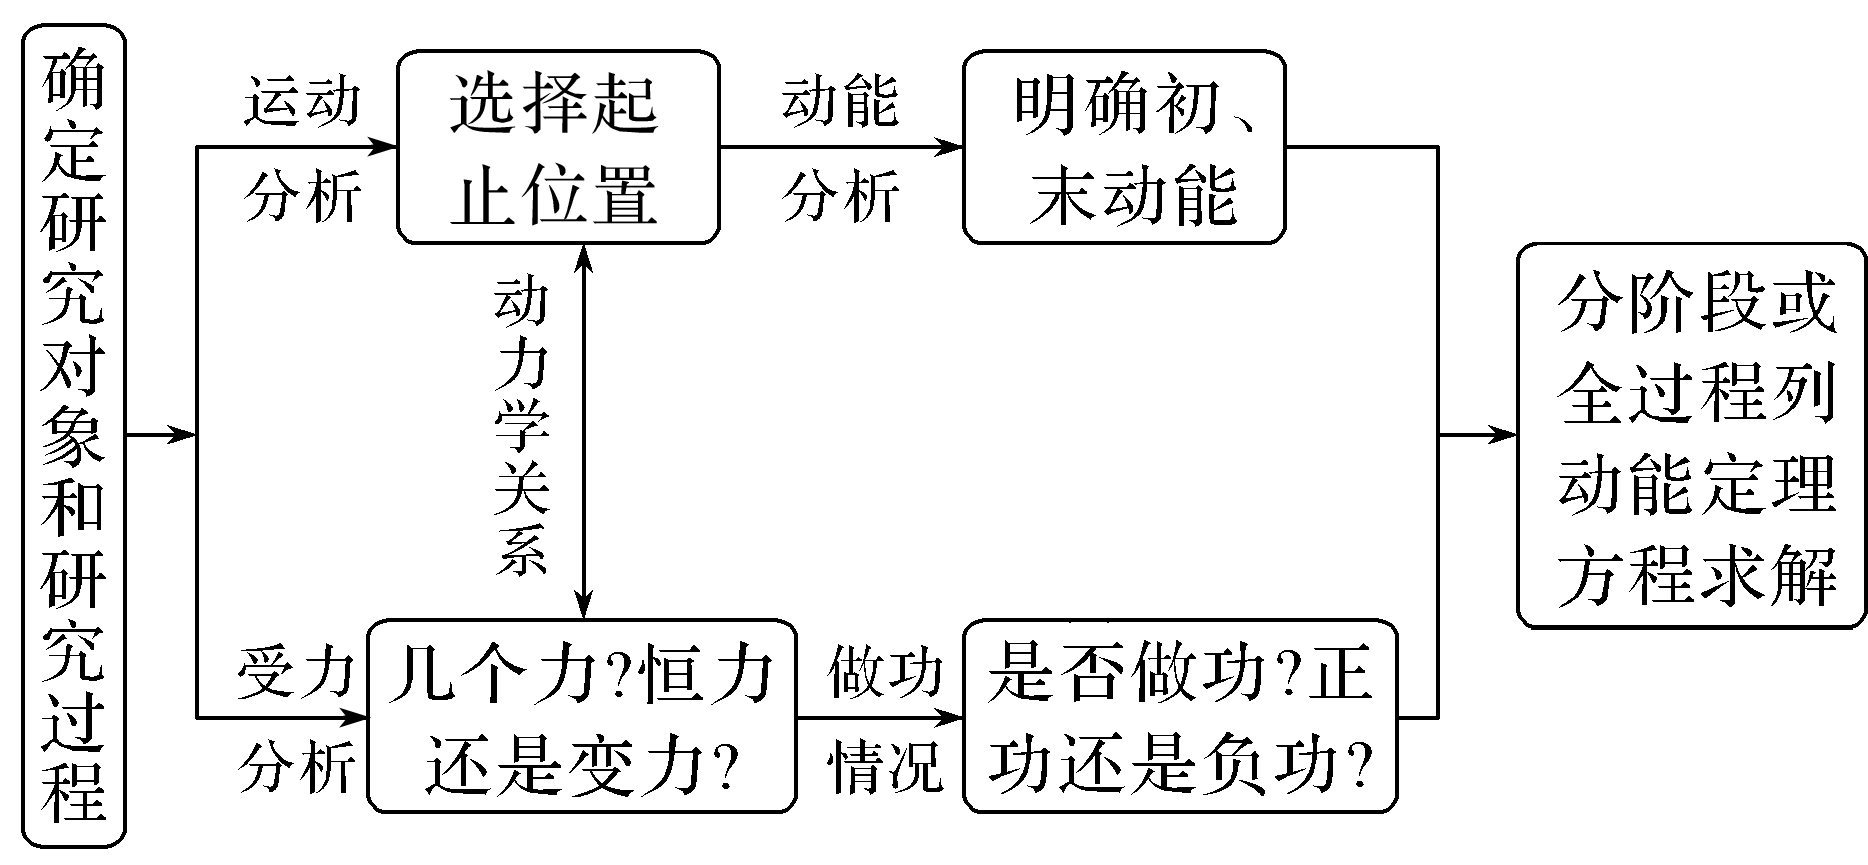 确定研究对象和研究过程
运动
分析
选择起
止位置
动能
分析
明确初、
末动能
动力学关系
受力
分析
几个力?恒力
还是变力?
做功
情况
是否做功?正
功还是负功?
分阶段或
全过程列
动能定理
方程求解